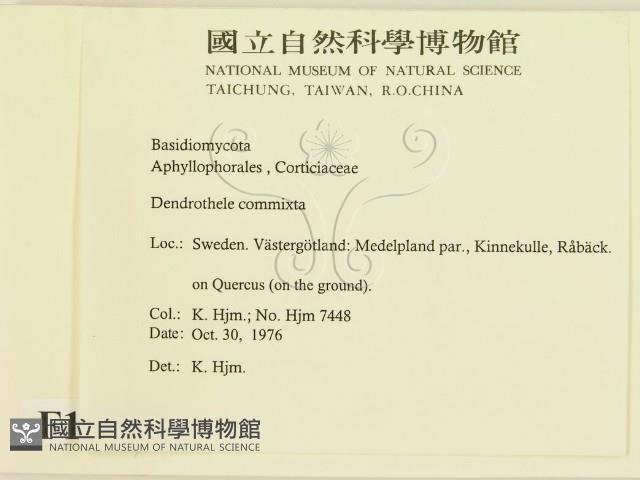 國立自然科學博物館
NATIONAL MUSEUM OF NATURAL SCIENCE
TAICHUNG, TAIWAN, R.O.CHINA
Basidiomycota
Aphyllophorales , Corticiaceae
Dendrothele commixta
Loc.: Sweden. Västergötland: Medelpland par., Kinnekulle, Råbäck.
on Quercus (on the ground).
Col.: K. Hjm.; No. Hjm 7448
Date: Oct. 30, 1976
Det.: K. Hjm.
F1
國立自然科學博物館
NATIONAL MUSEUM OF NATURAL SCIENCE